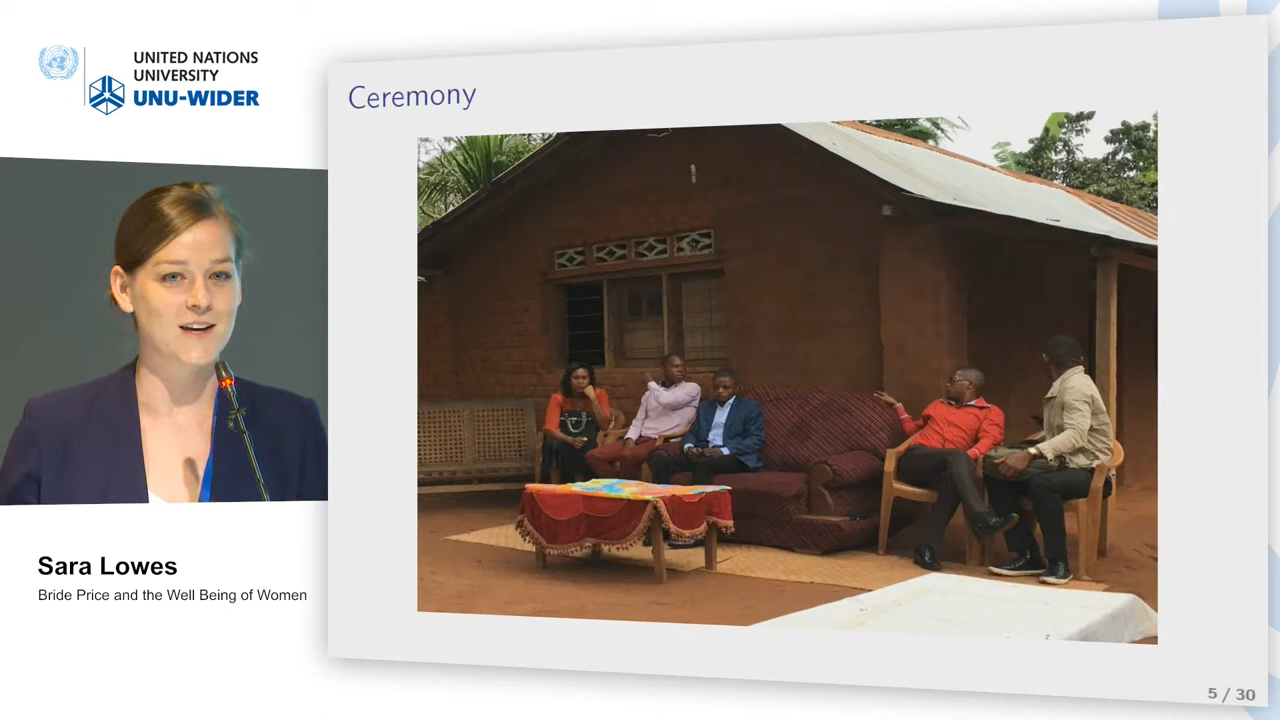 UNITED NATIONS
UNIVERSITY
UNU-WIDER
Ceremony
Sara Lowes
Bride Price and the Well Being of Women
5 / 30